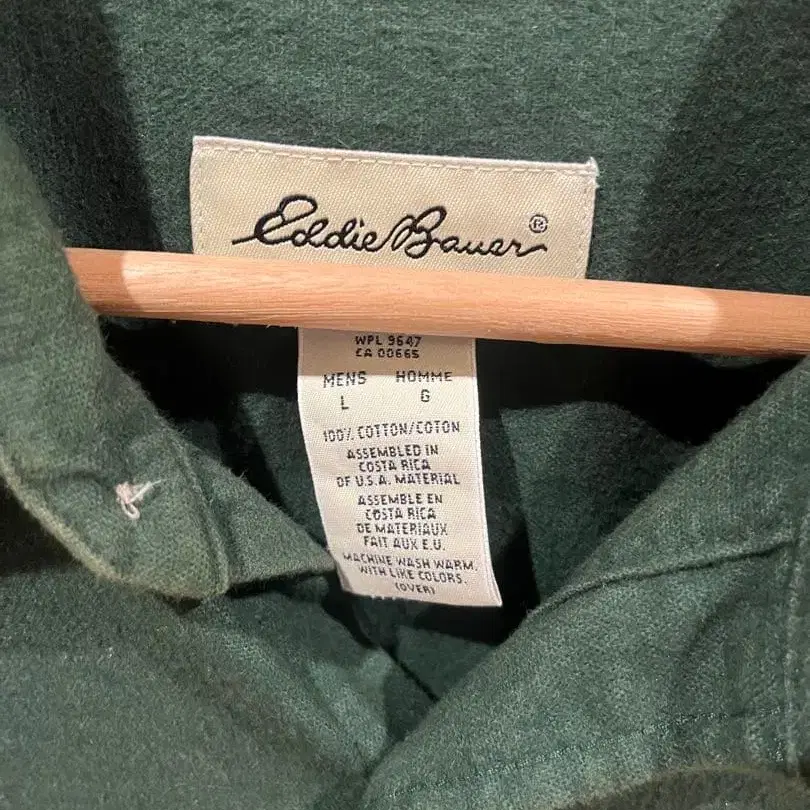 Eddie Bauer®
WPL 9647
CA 00665
MENS HOMME
L G
100% COTTON/COTON
ASSEMBLED IN
COSTA RICA
OF U.S.A. MATERIAL
ASSEMBLE EN
COSTA RICA
DE MATERIAUX
FAIT AUX E.U.
MACHINE WASH WARM.
WITH LIKE COLORS.
(OVER)